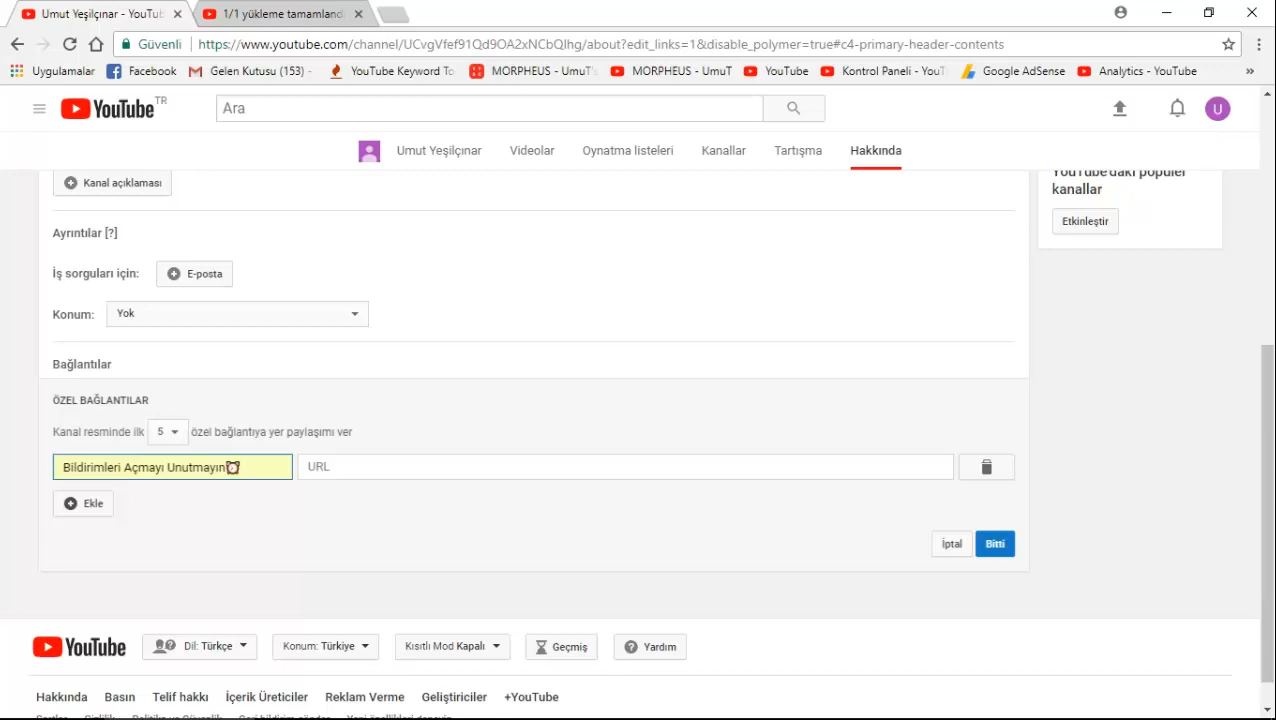 Umut Yeşilçınar - YouTub
1/1 yükleme tamamlandı
Güvenli
https://www.youtube.com/channel/UCvgVfef91Qd9OA2xNCbQlhg/about?edit_links=1&disable_polymer=true#c4-primary-header-contents
Uygulamalar Facebook Gelen Kutusu (153) - YouTube Keyword To MORPHEUS - UmuT's MORPHEUS - UmuT YouTube Kontrol Paneli - YouT Google AdSense Analytics - YouTube »
YouTube TR
Ara
U
Umut Yeşilçınar Videolar Oynatma listeleri Kanallar Tartışma Hakkında
Kanal açıklaması
YouTube'daki popüler
kanallar
Etkinleştir
Ayrıntılar [?]
İş sorguları için: E-posta
Konum: Yok
Bağlantılar
ÖZEL BAĞLANTILAR
Kanal resminde ilk 5 özel bağlantıya yer paylaşımı ver
Bildirimleri Açmayı Unutmayın⏰ URL
Ekle
İptal Bitti
YouTube Dil: Türkçe Konum: Türkiye Kısıtlı Mod Kapalı Geçmiş Yardım
Hakkında Basın Telif hakkı İçerik Üreticiler Reklam Verme Geliştiriciler +YouTube